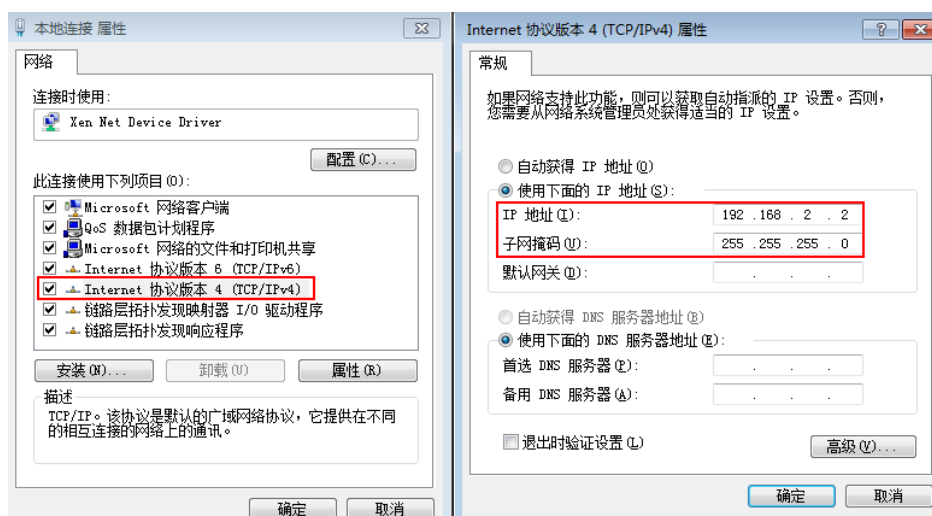 本地连接 属性
网络
连接时使用:
Xen Net Device Driver
配置(C)...
此连接使用下列项目(O):
Microsoft 网络客户端
QoS 数据包计划程序
Microsoft 网络的文件和打印机共享
Internet 协议版本 6 (TCP/IPv6)
Internet 协议版本 4 (TCP/IPv4)
链路层拓扑发现映射器 I/O 驱动程序
链路层拓扑发现响应程序
安装(N)...
卸载(U)
属性(R)
描述
TCP/IP。该协议是默认的广域网络协议，它提供在不同
的相互连接的网络上的通讯。
确定
取消
Internet 协议版本 4 (TCP/IPv4) 属性
常规
如果网络支持此功能，则可以获取自动指派的 IP 设置。否则，
您需要从网络系统管理员处获得适当的 IP 设置。
自动获得 IP 地址(O)
使用下面的 IP 地址(S):
IP 地址(I):
192 .168 . 2 . 2
子网掩码(U):
255 .255 .255 . 0
默认网关(D):
. . .
自动获得 DNS 服务器地址(B)
使用下面的 DNS 服务器地址(E):
首选 DNS 服务器(P):
. . .
备用 DNS 服务器(A):
. . .
退出时验证设置(L)
高级(V)...
确定
取消